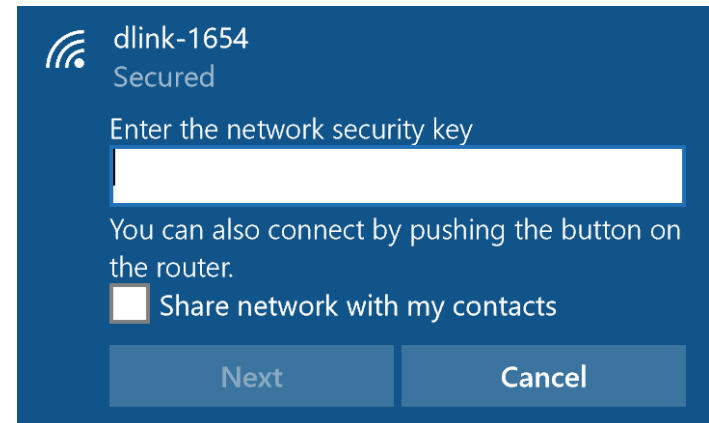 dlink-1654
Secured
Enter the network security key
You can also connect by pushing the button on
the router.
Share network with my contacts
Next
Cancel